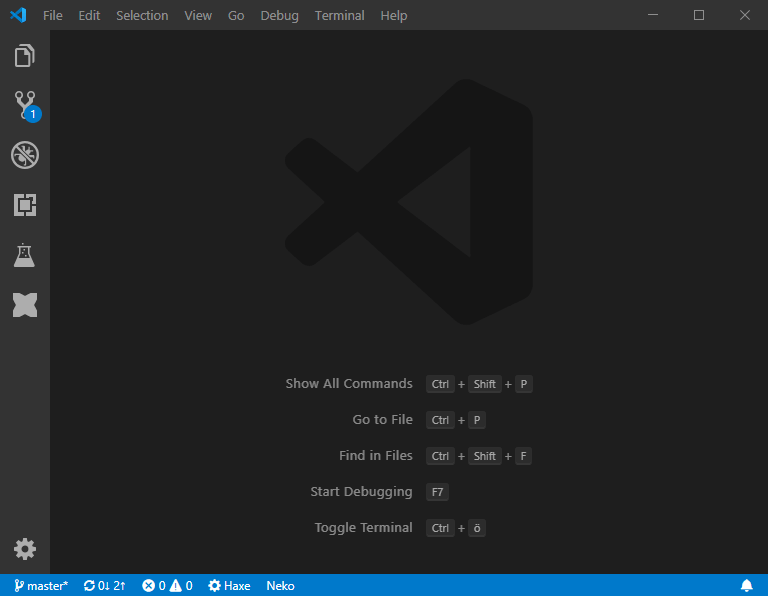 File Edit Selection View Go Debug Terminal Help
1
Show All Commands Ctrl + Shift + P
Go to File Ctrl + P
Find in Files Ctrl + Shift + F
Start Debugging F7
Toggle Terminal Ctrl + ö
master* 0↓ 2↑ 0 0 Haxe Neko